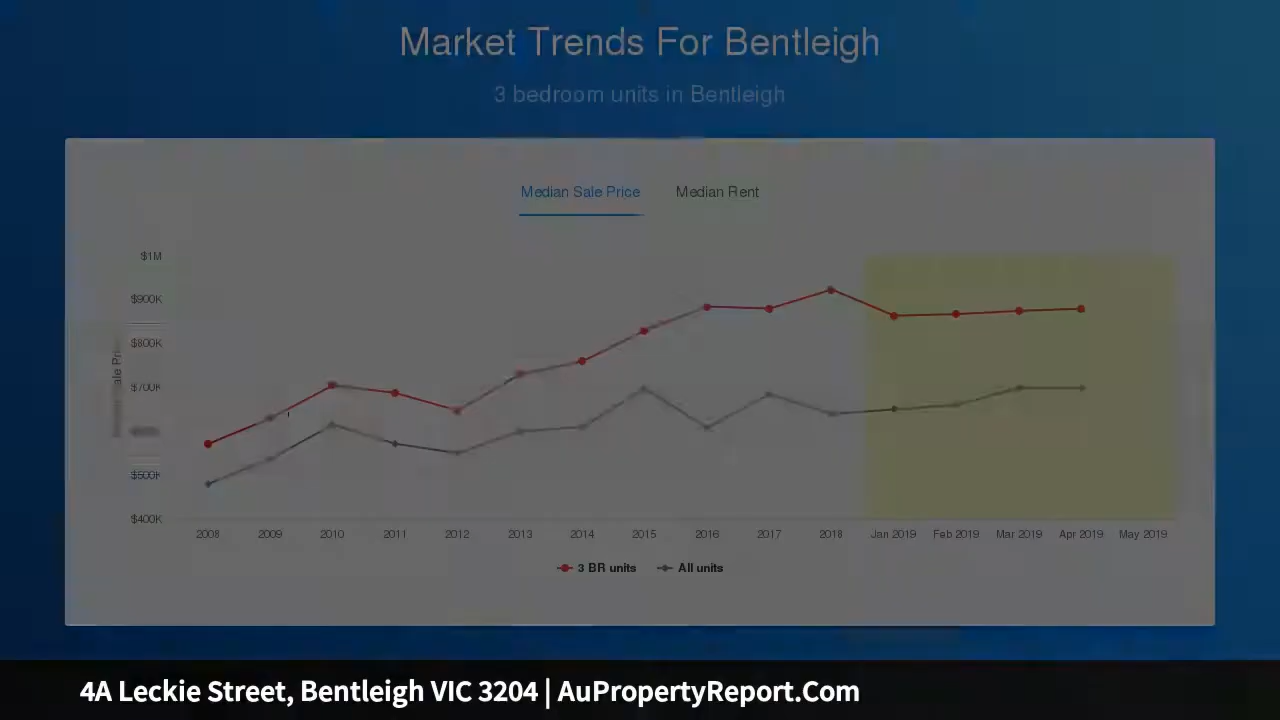 Market Trends For Bentleigh
3 bedroom units in Bentleigh
Median Sale Price
Median Rent
$1M
$900K
$800K
$700K
$500K
$400K
2008 2009 2010 2011 2012 2013 2014 2015 2016 2017 2018 Jan 2019 Feb 2019 Mar 2019 Apr 2019 May 2019
3 BR units All units
4A Leckie Street, Bentleigh VIC 3204 | AuPropertyReport.Com